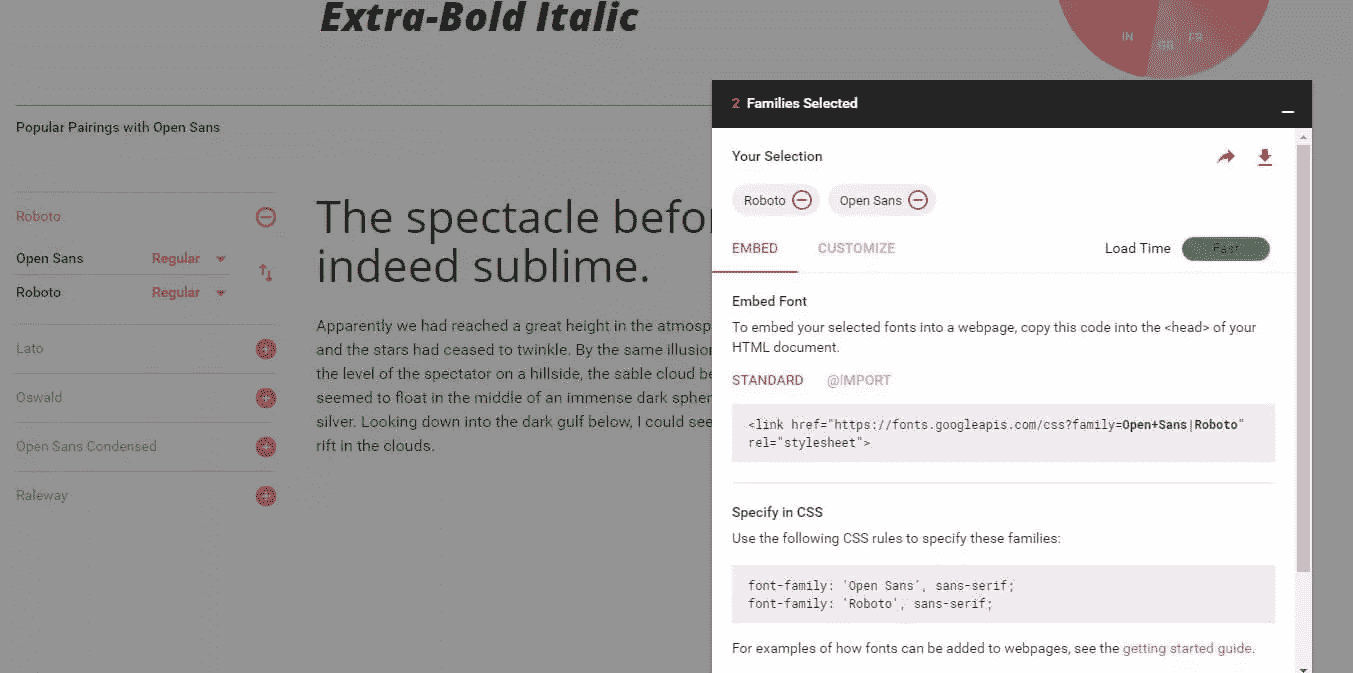 Extra-Bold Italic
IN
GB
FR
Popular Pairings with Open Sans
Roboto
Open Sans Regular
Roboto Regular
Lato
Oswald
Open Sans Condensed
Raleway
The spectacle befo
indeed sublime.
Apparently we had reached a great height in the atmosp
and the stars had ceased to twinkle. By the same illusio
the level of the spectator on a hillside, the sable cloud be
seemed to float in the middle of an immense dark spher
silver. Looking down into the dark gulf below, I could see
rift in the clouds.
2 Families Selected
Your Selection
Roboto Open Sans
EMBED CUSTOMIZE Load Time Fast
Embed Font
To embed your selected fonts into a webpage, copy this code into the <head> of your
HTML document.
STANDARD @IMPORT
<link href="https://fonts.googleapis.com/css?family=Open+Sans|Roboto"
rel="stylesheet">
Specify in CSS
Use the following CSS rules to specify these families:
font-family: 'Open Sans', sans-serif;
font-family: 'Roboto', sans-serif;
For examples of how fonts can be added to webpages, see the getting started guide.